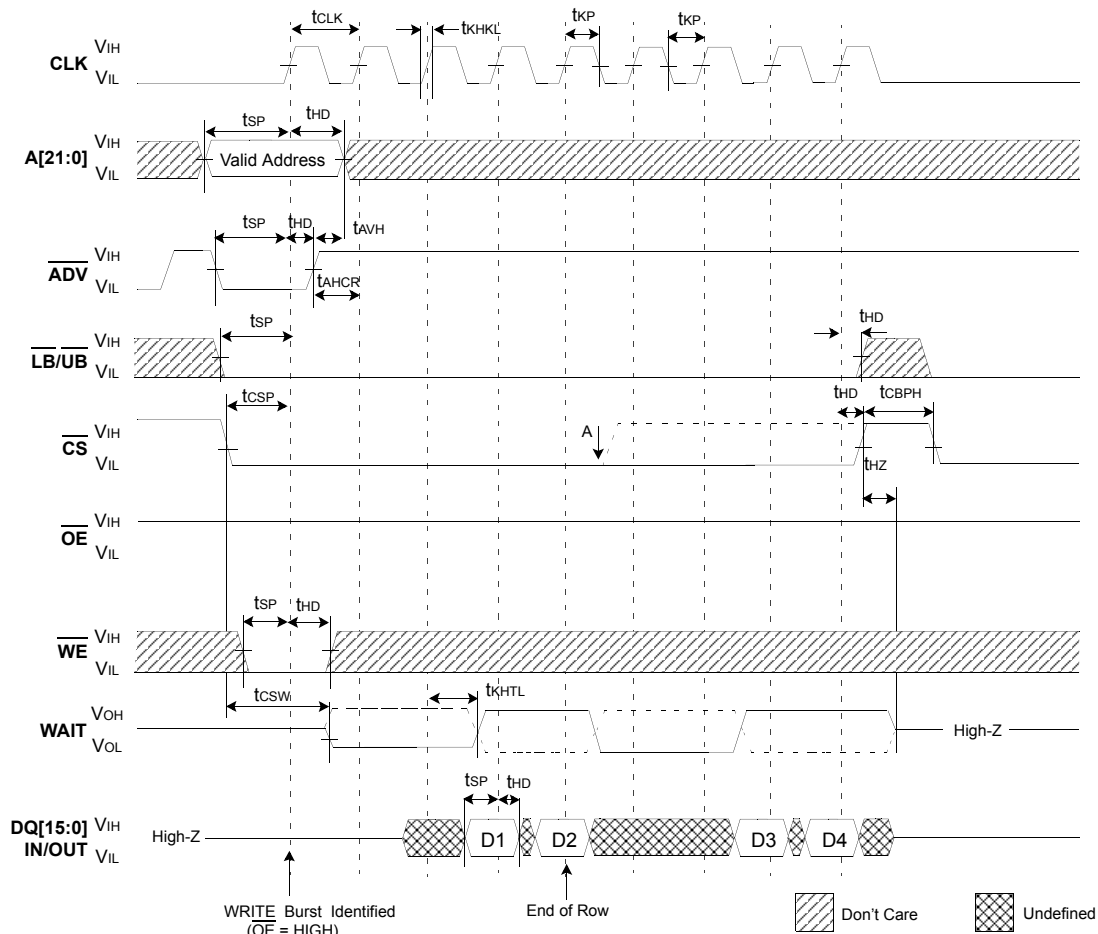 tCLK
tKHKL
tKP
tKP
CLK
VIH
VIL
tSP
tHD
A[21:0]
VIH
VIL
Valid Address
tSP
tHD
tAVH
ADV
VIH
VIL
tAHCR
tSP
tHD
LB/UB
VIH
VIL
tCSP
tHD
tCBPH
CS
VIH
VIL
A
tHZ
OE
VIH
VIL
tSP
tHD
WE
VIH
VIL
tCSW
tKHTL
WAIT
VOH
VOL
High-Z
tSP
tHD
DQ[15:0]
IN/OUT
VIH
VIL
High-Z
D1
D2
D3
D4
WRITE Burst Identified
(OE = HIGH)
End of Row
Don't Care
Undefined